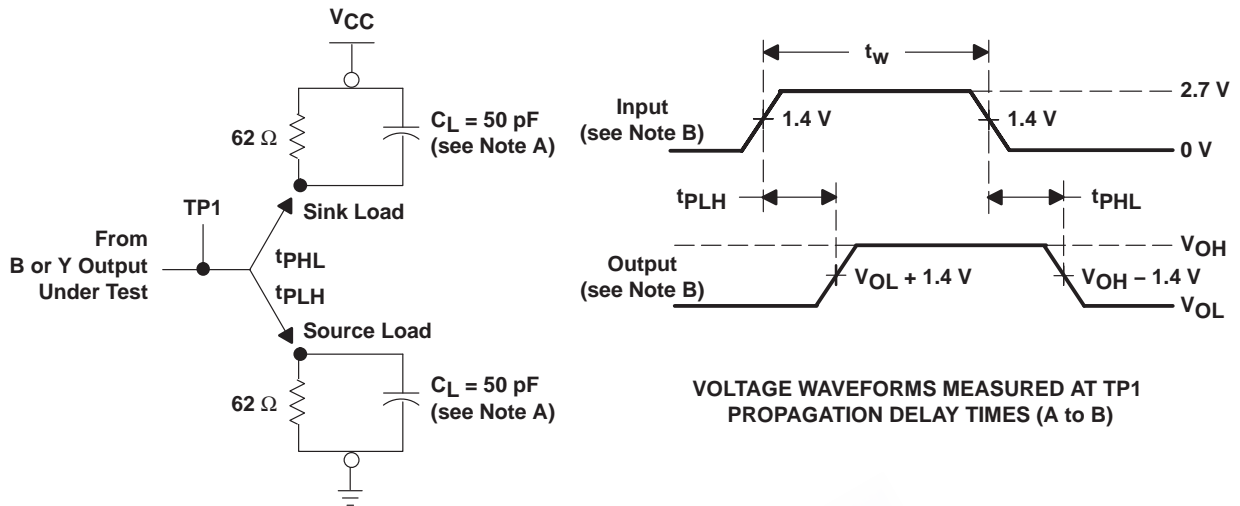 VCC
62 Ω
CL = 50 pF
(see Note A)
Sink Load
TP1
From
B or Y Output
Under Test
tPHL
tPLH
Source Load
62 Ω
CL = 50 pF
(see Note A)
tw
2.7 V
Input
(see Note B)
1.4 V
1.4 V
0 V
tPLH
tPHL
VOH
Output
(see Note B)
VOL + 1.4 V
VOH – 1.4 V
VOL
VOLTAGE WAVEFORMS MEASURED AT TP1
PROPAGATION DELAY TIMES (A to B)